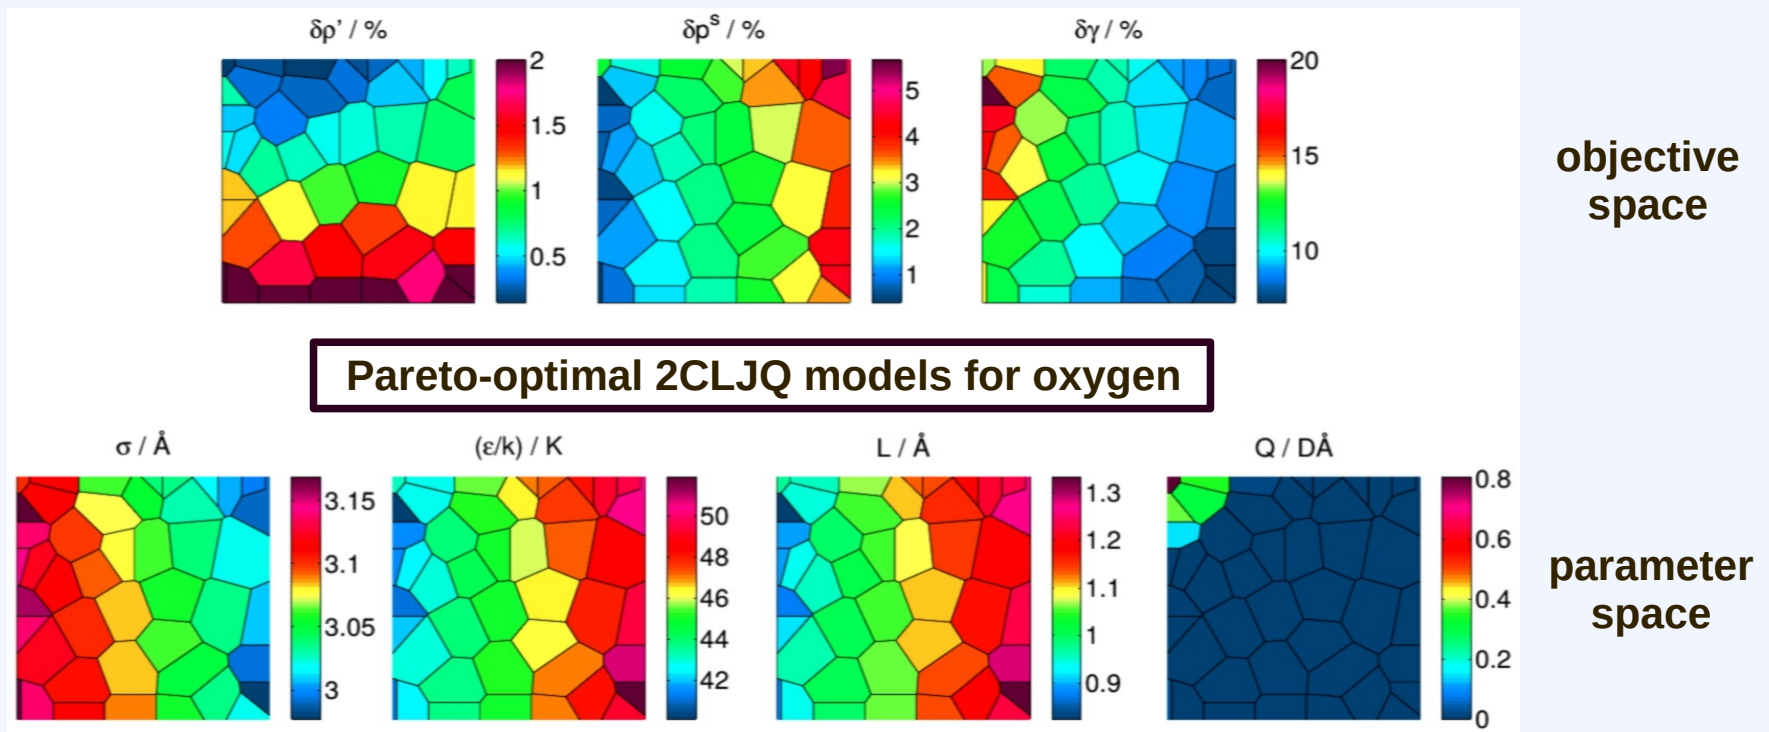 δρ' / %
δpˢ / %
δγ / %
2
1.5
1
0.5
5
4
3
2
1
20
15
10
objective
space
Pareto-optimal 2CLJQ models for oxygen
σ / Å
(ε/k) / K
L / Å
Q / DÅ
3.15
3.1
3.05
3
50
48
46
44
42
1.3
1.2
1.1
1
0.9
0.8
0.6
0.4
0.2
0
parameter
space